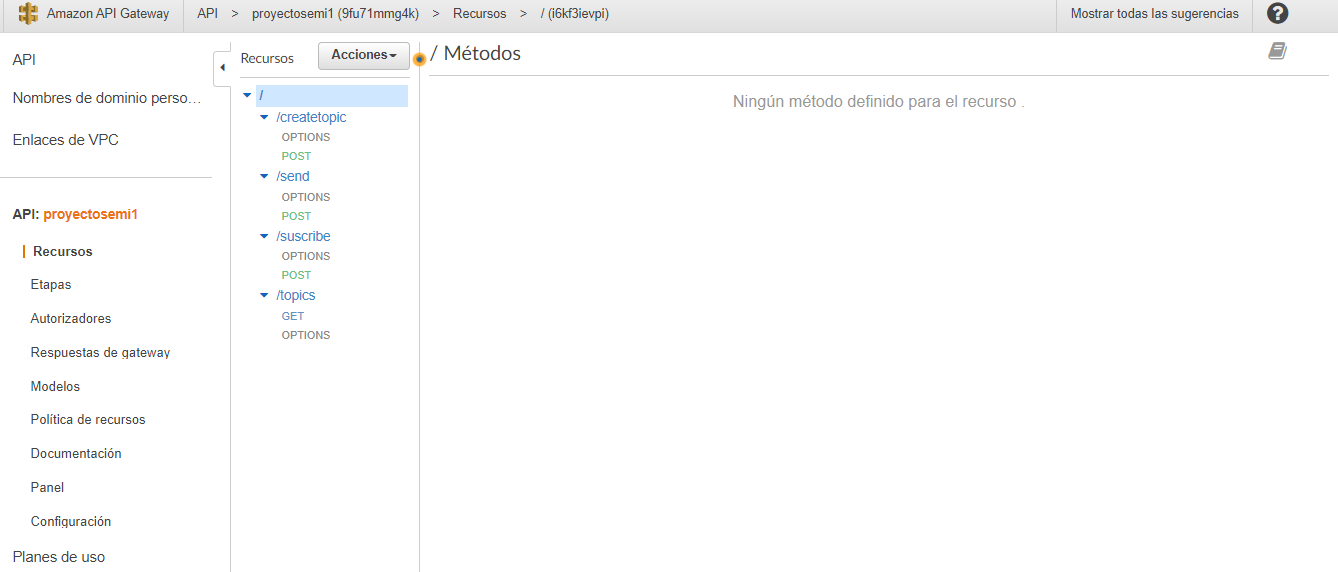 Amazon API Gateway
API > proyectosemi1 (9fu71mmg4k) > Recursos > / (i6kf3ievpi)
Mostrar todas las sugerencias
?
API
Nombres de dominio perso…
Enlaces de VPC
API: proyectosemi1
Recursos
Etapas
Autorizadores
Respuestas de gateway
Modelos
Política de recursos
Documentación
Panel
Configuración
Planes de uso
Recursos
Acciones
/
/createtopic
OPTIONS
POST
/send
OPTIONS
POST
/suscribe
OPTIONS
POST
/topics
GET
OPTIONS
/ Métodos
Ningún método definido para el recurso .